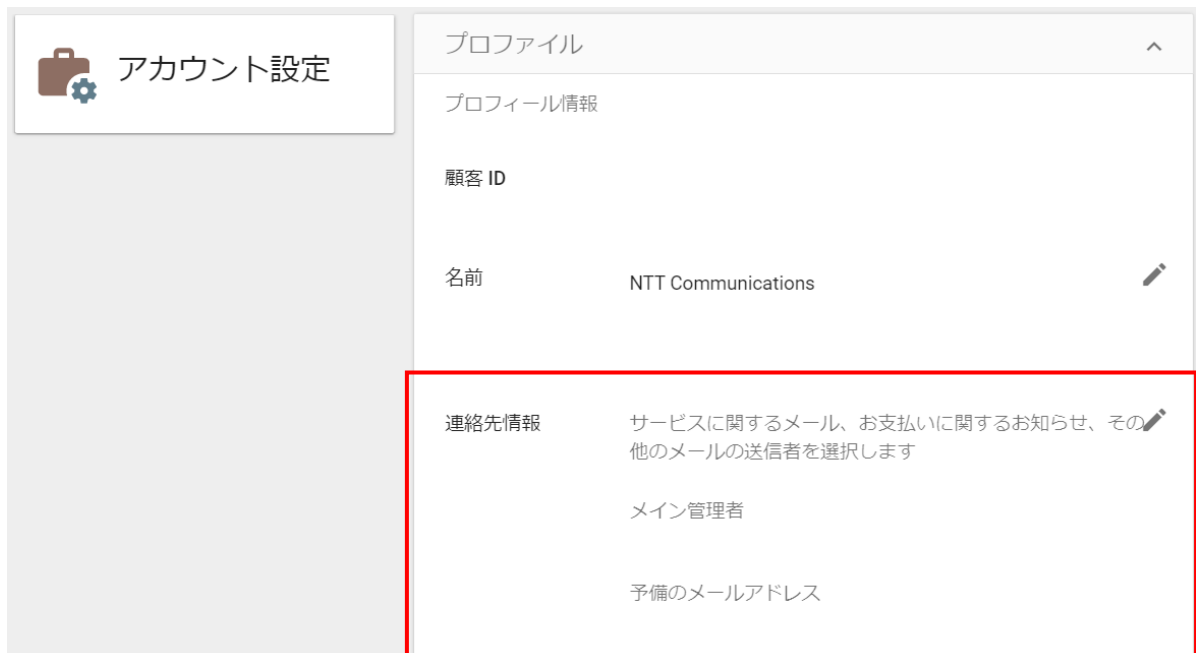 アカウント設定
プロファイル
プロフィール情報
顧客 ID
名前
NTT Communications
連絡先情報
サービスに関するメール、お支払いに関するお知らせ、その
他のメールの送信者を選択します
メイン管理者
予備のメールアドレス